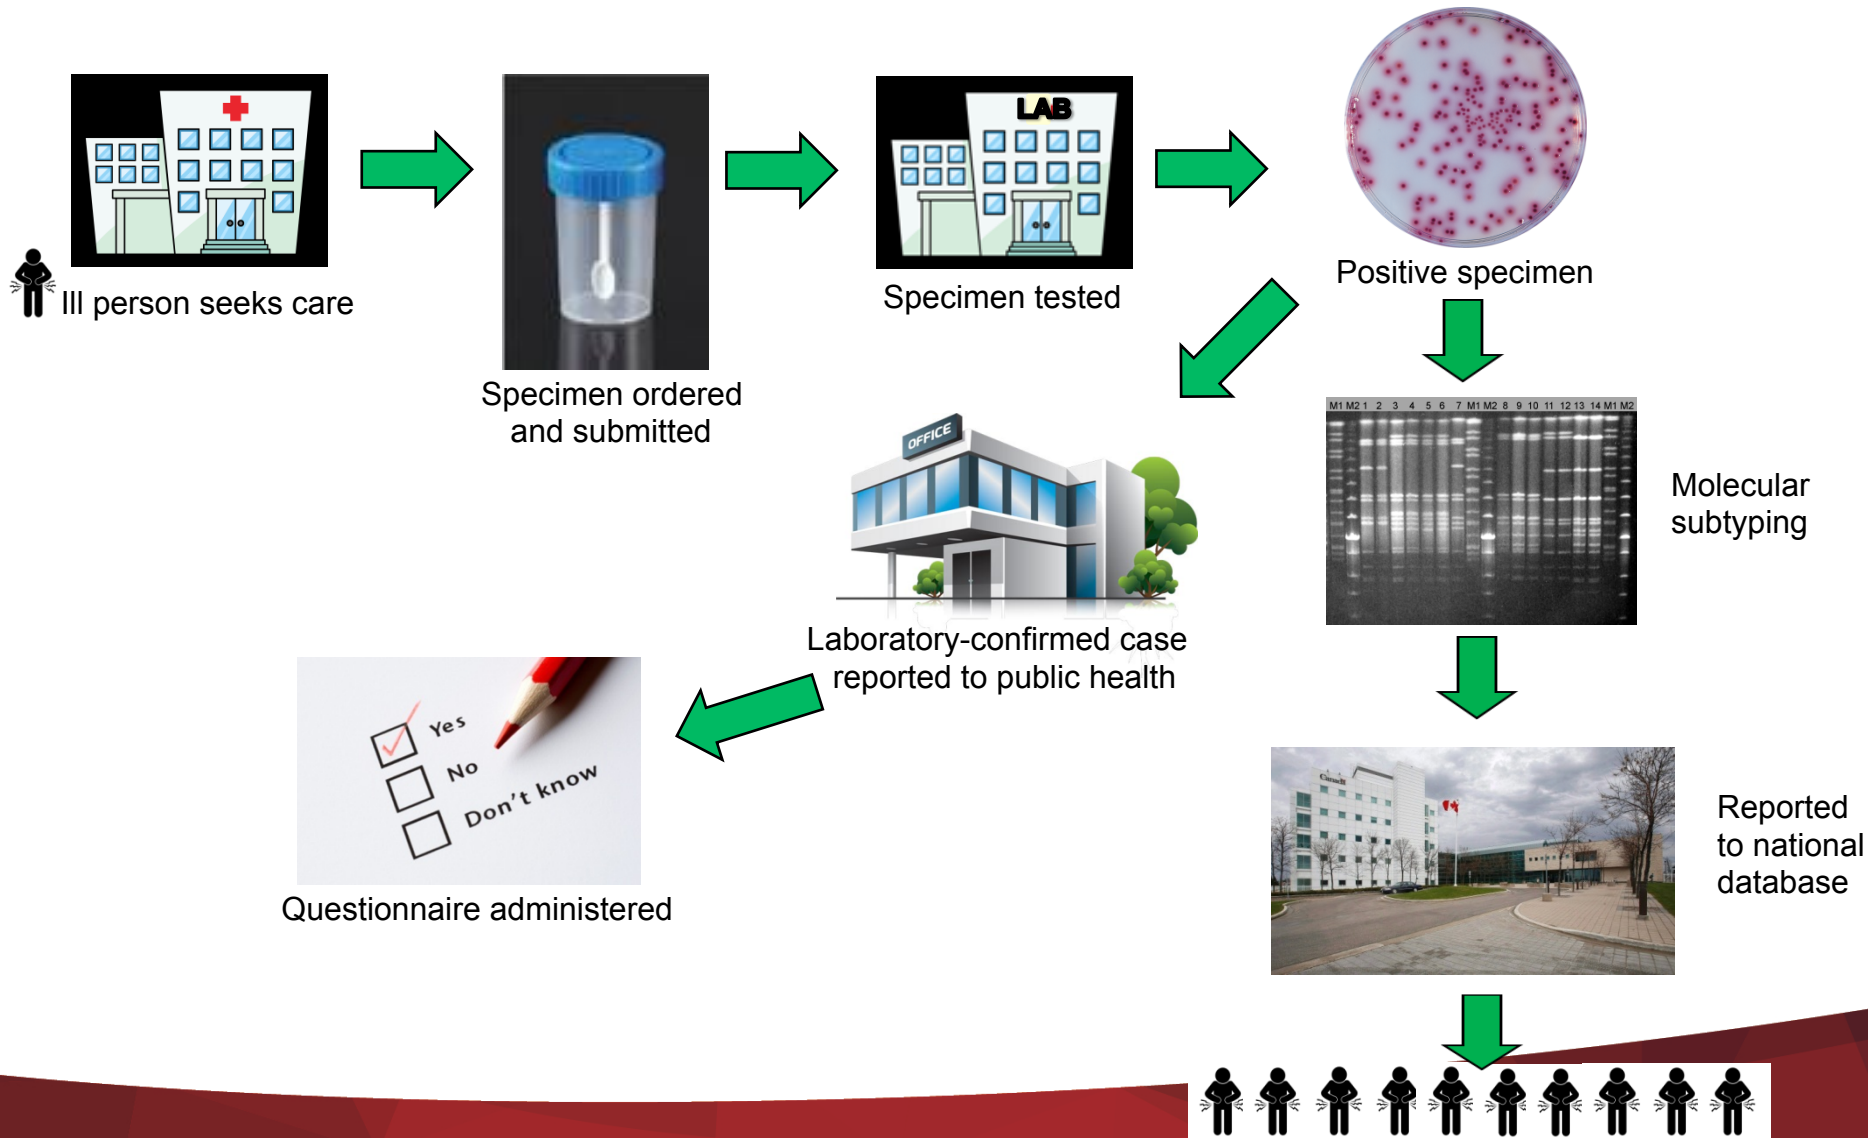 LAB
Ill person seeks care
Specimen ordered
and submitted
Specimen tested
Positive specimen
M1 M2 1 2 3 4 5 6 7 M1 M2 8 9 10 11 12 13 14 M1 M2
Molecular
subtyping
OFFICE
Laboratory-confirmed case
reported to public health
Yes
No
Don't know
Questionnaire administered
Canada
Reported
to national
database